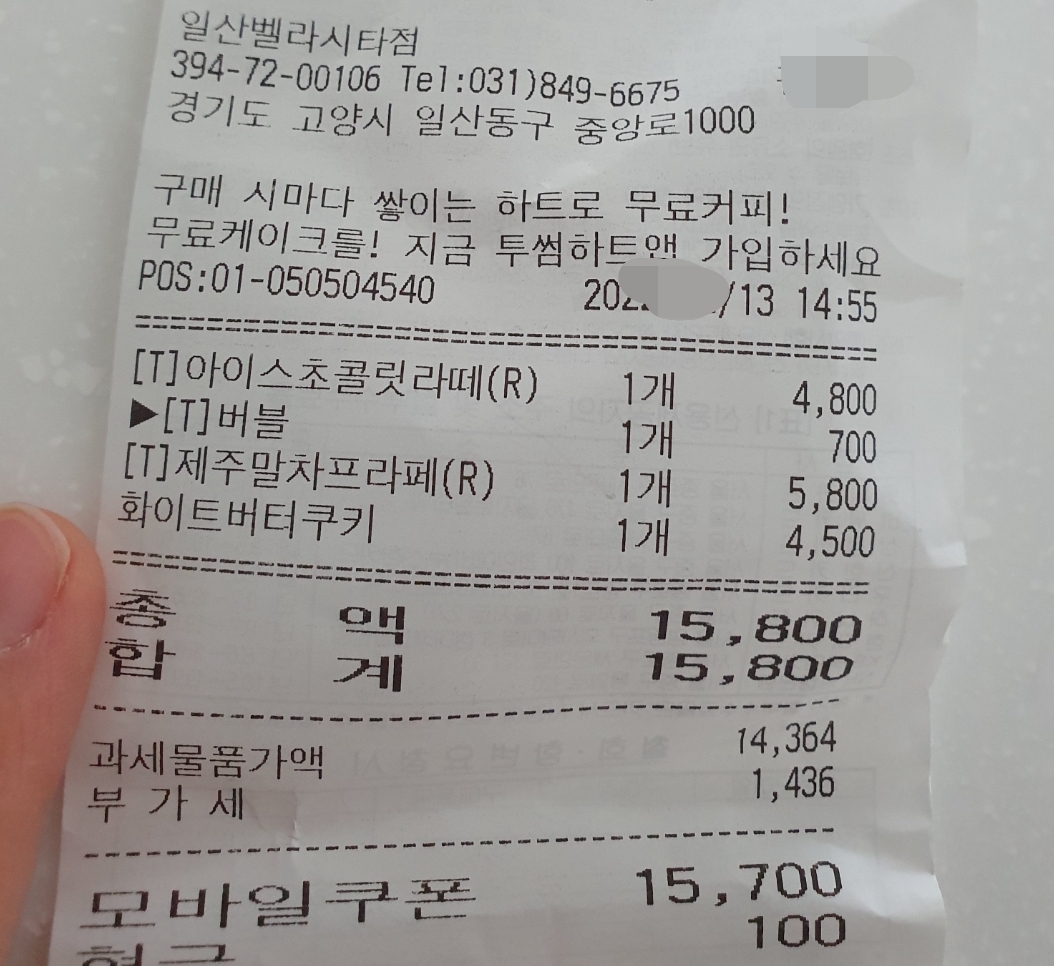 일산벨라시타점
394-72-00106 Tel:031)849-6675
경기도 고양시 일산동구 중앙로1000
구매 시마다 쌓이는 하트로 무료커피!
무료케이크를! 지금 투썸하트앱 가입하세요
POS:01-050504540 /13 14:55
[T]아이스초콜릿라떼(R) 1개 4,800
▶[T]버블 1개 700
[T]제주말차프라페(R) 1개 5,800
화이트버터쿠키 1개 4,500
총 액 15,800
합 계 15,800
과세물품가액 14,364
부 가 세 1,436
모바일쿠폰 15,700
현금 100